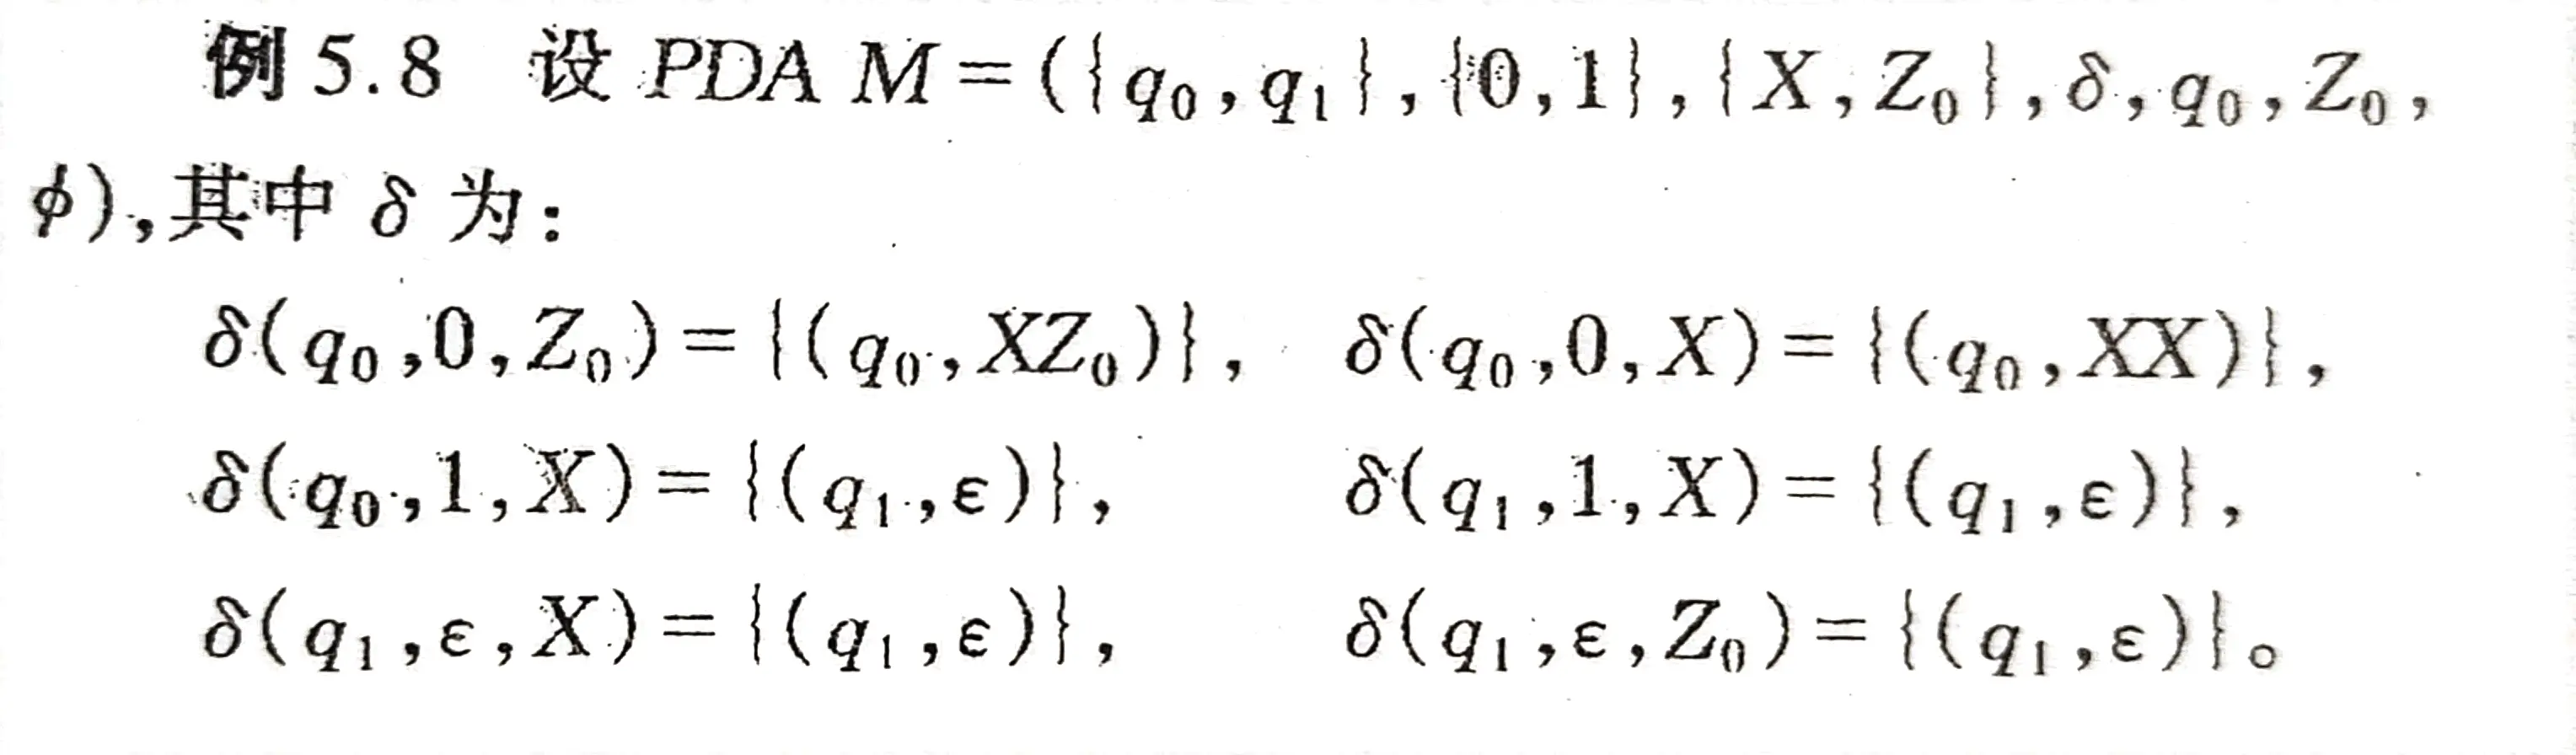 例 5.8 设 PDA M = ({q₀,q₁},{0,1},{X,Z₀},δ,q₀,Z₀,
φ),其中 δ 为:
δ(q₀,0,Z₀) = {(q₀,XZ₀)}, δ(q₀,0,X) = {(q₀,XX)},
δ(q₀,1,X) = {(q₁,ε)}, δ(q₁,1,X) = {(q₁,ε)},
δ(q₁,ε,X) = {(q₁,ε)}, δ(q₁,ε,Z₀) = {(q₁,ε)}。